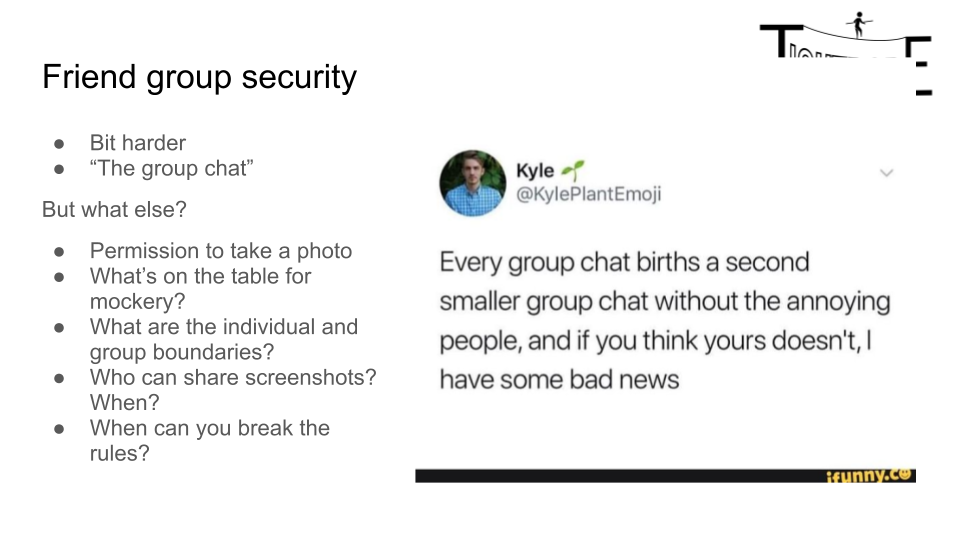 Friend group security
● Bit harder
● “The group chat”
But what else?
● Permission to take a photo
● What’s on the table for
mockery?
● What are the individual and
group boundaries?
● Who can share screenshots?
When?
● When can you break the
rules?
Kyle 🌱
@KylePlantEmoji
Every group chat births a second
smaller group chat without the annoying
people, and if you think yours doesn't, I
have some bad news
ifunny.co